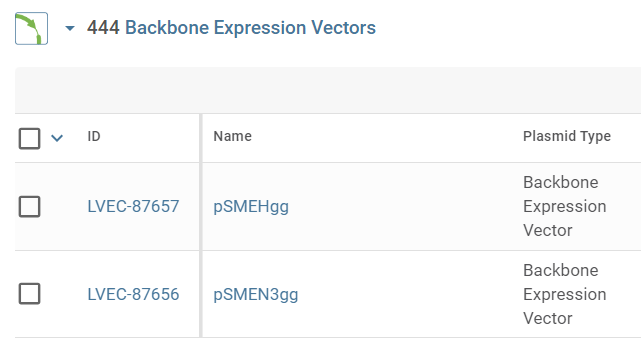 444 Backbone Expression Vectors
ID Name Plasmid Type
LVEC-87657 pSMEHgg Backbone
Expression
Vector
LVEC-87656 pSMEN3gg Backbone
Expression
Vector